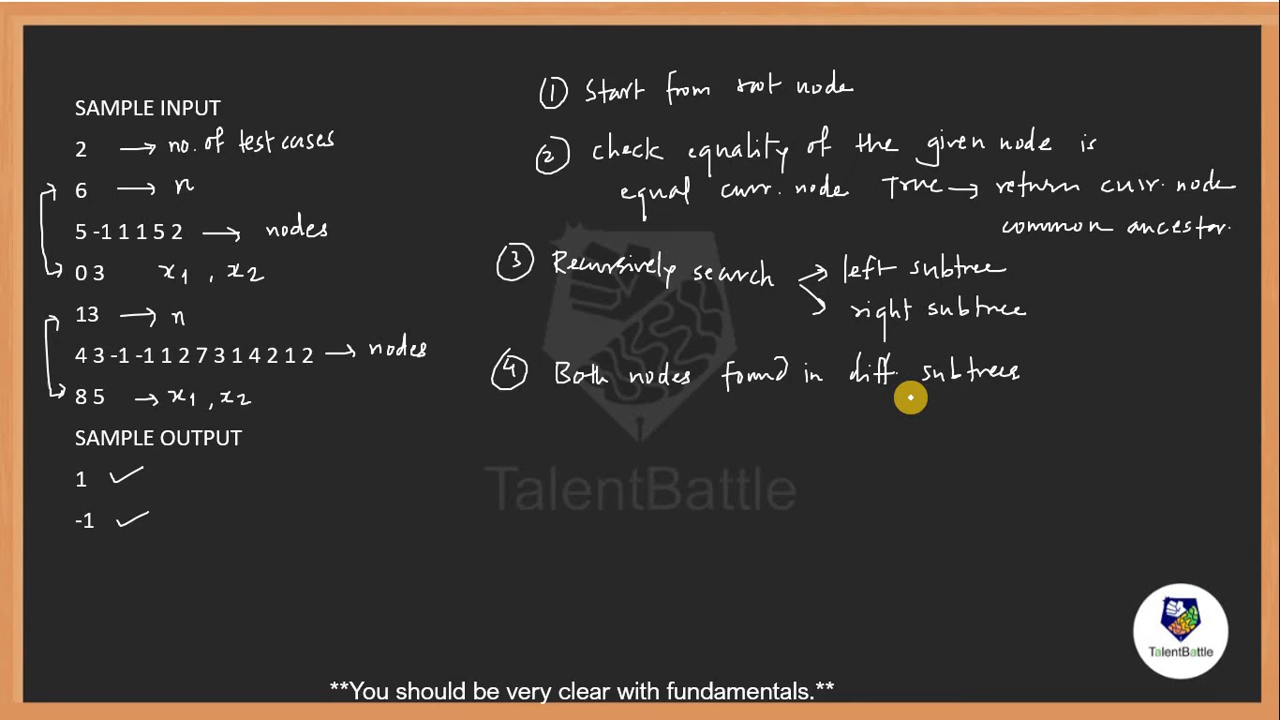 SAMPLE INPUT
2 → no. of test cases
6 → n
5 -1 1 1 5 2 → nodes
0 3 x1 , x2
13 → n
4 3 -1 -1 1 2 7 3 1 4 2 1 2 → nodes
8 5 → x1 , x2
SAMPLE OUTPUT
1 ✓
-1 ✓
① Start from root node
② check equality of the given node is
equal curr. node True → return curr. node
common ancestor.
③ Recursively search left subtree
right subtree
④ Both nodes found in diff. subtrees
TalentBattle
TalentBattle
**You should be very clear with fundamentals.**